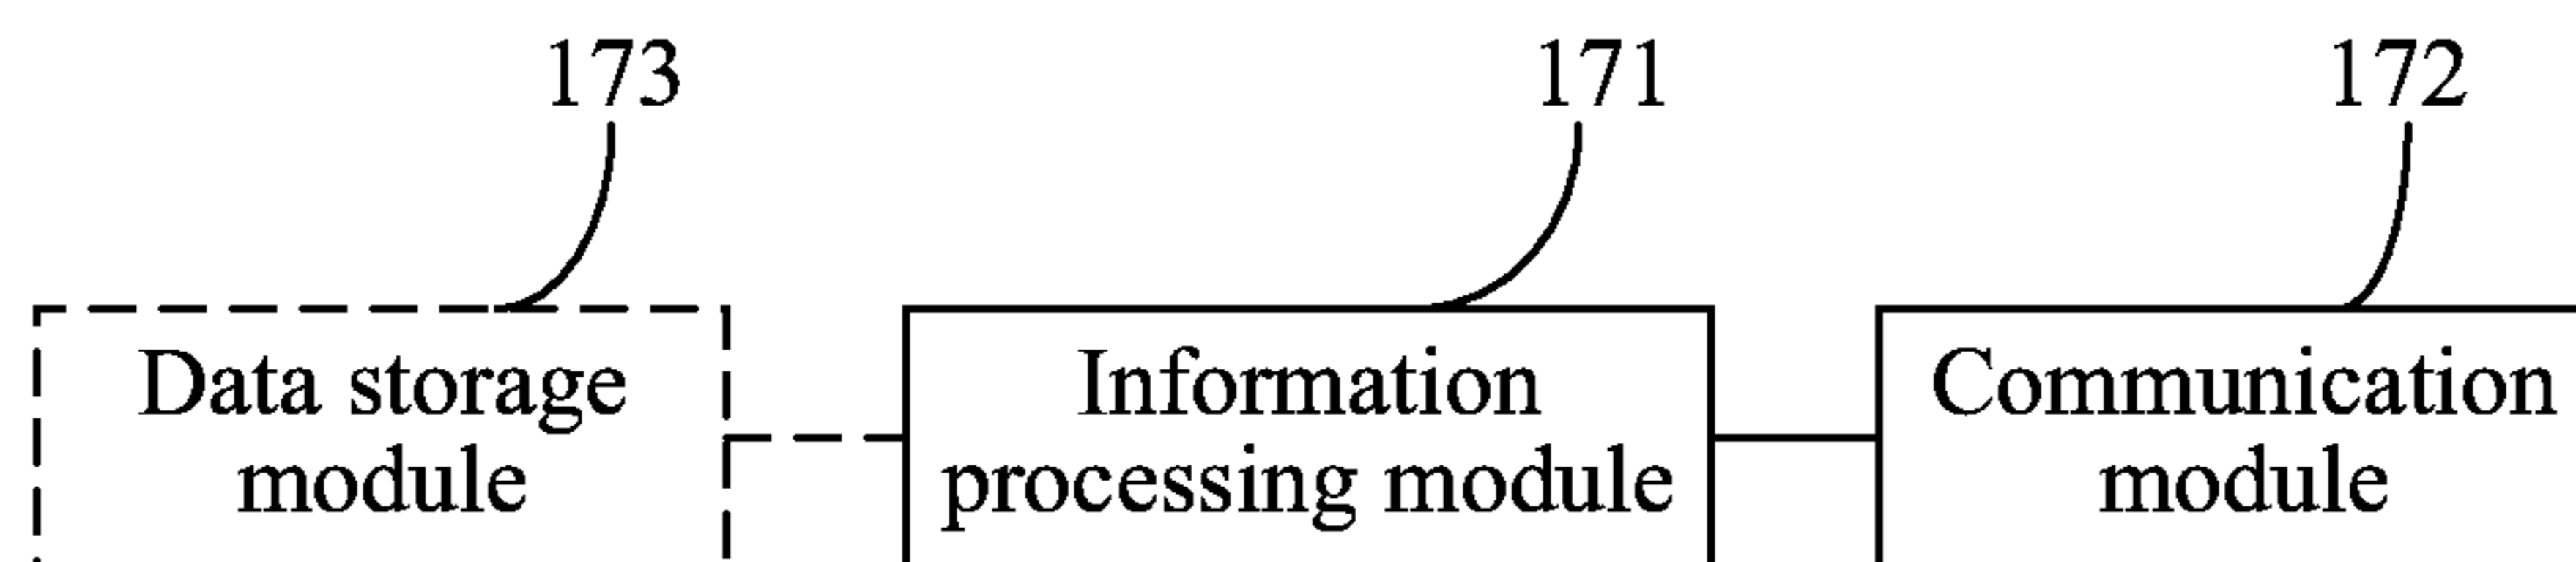 173
171
172
Data storage
module
Information
processing module
Communication
module